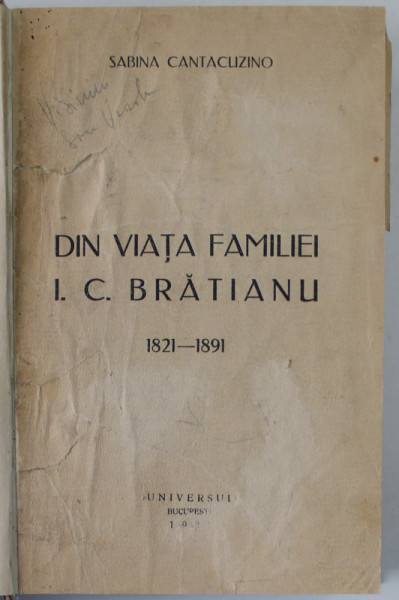 SABINA CANTACUZINO
DIN VIAȚA FAMILIEI
I. C. BRĂTIANU
1821—1891
UNIVERSUL
BUCUREȘTI